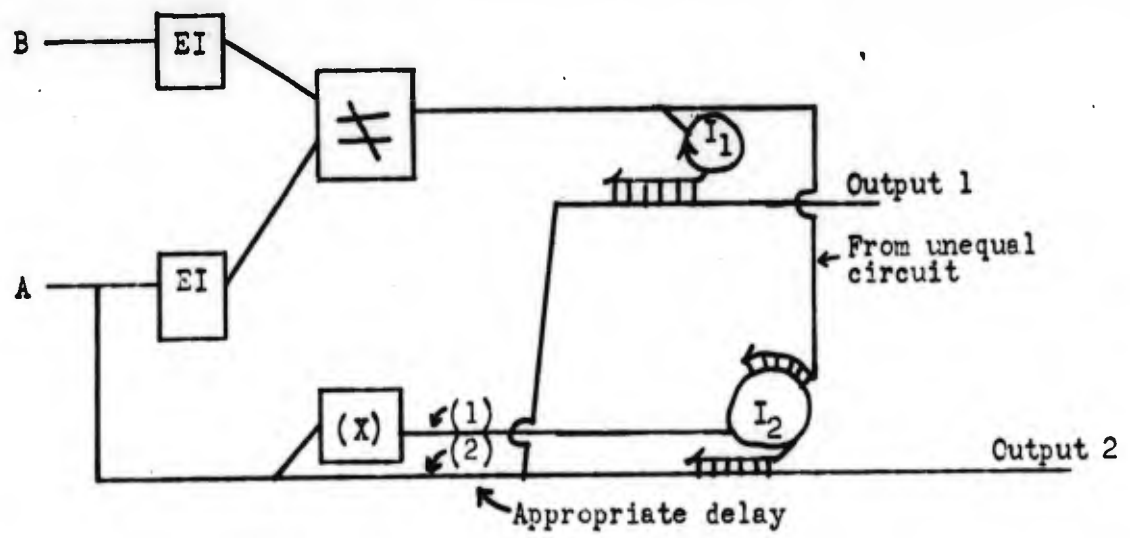 B
EI
≠
I1
Output 1
From unequal
circuit
A
EI
(X)
(1)
(2)
I2
Output 2
Appropriate delay